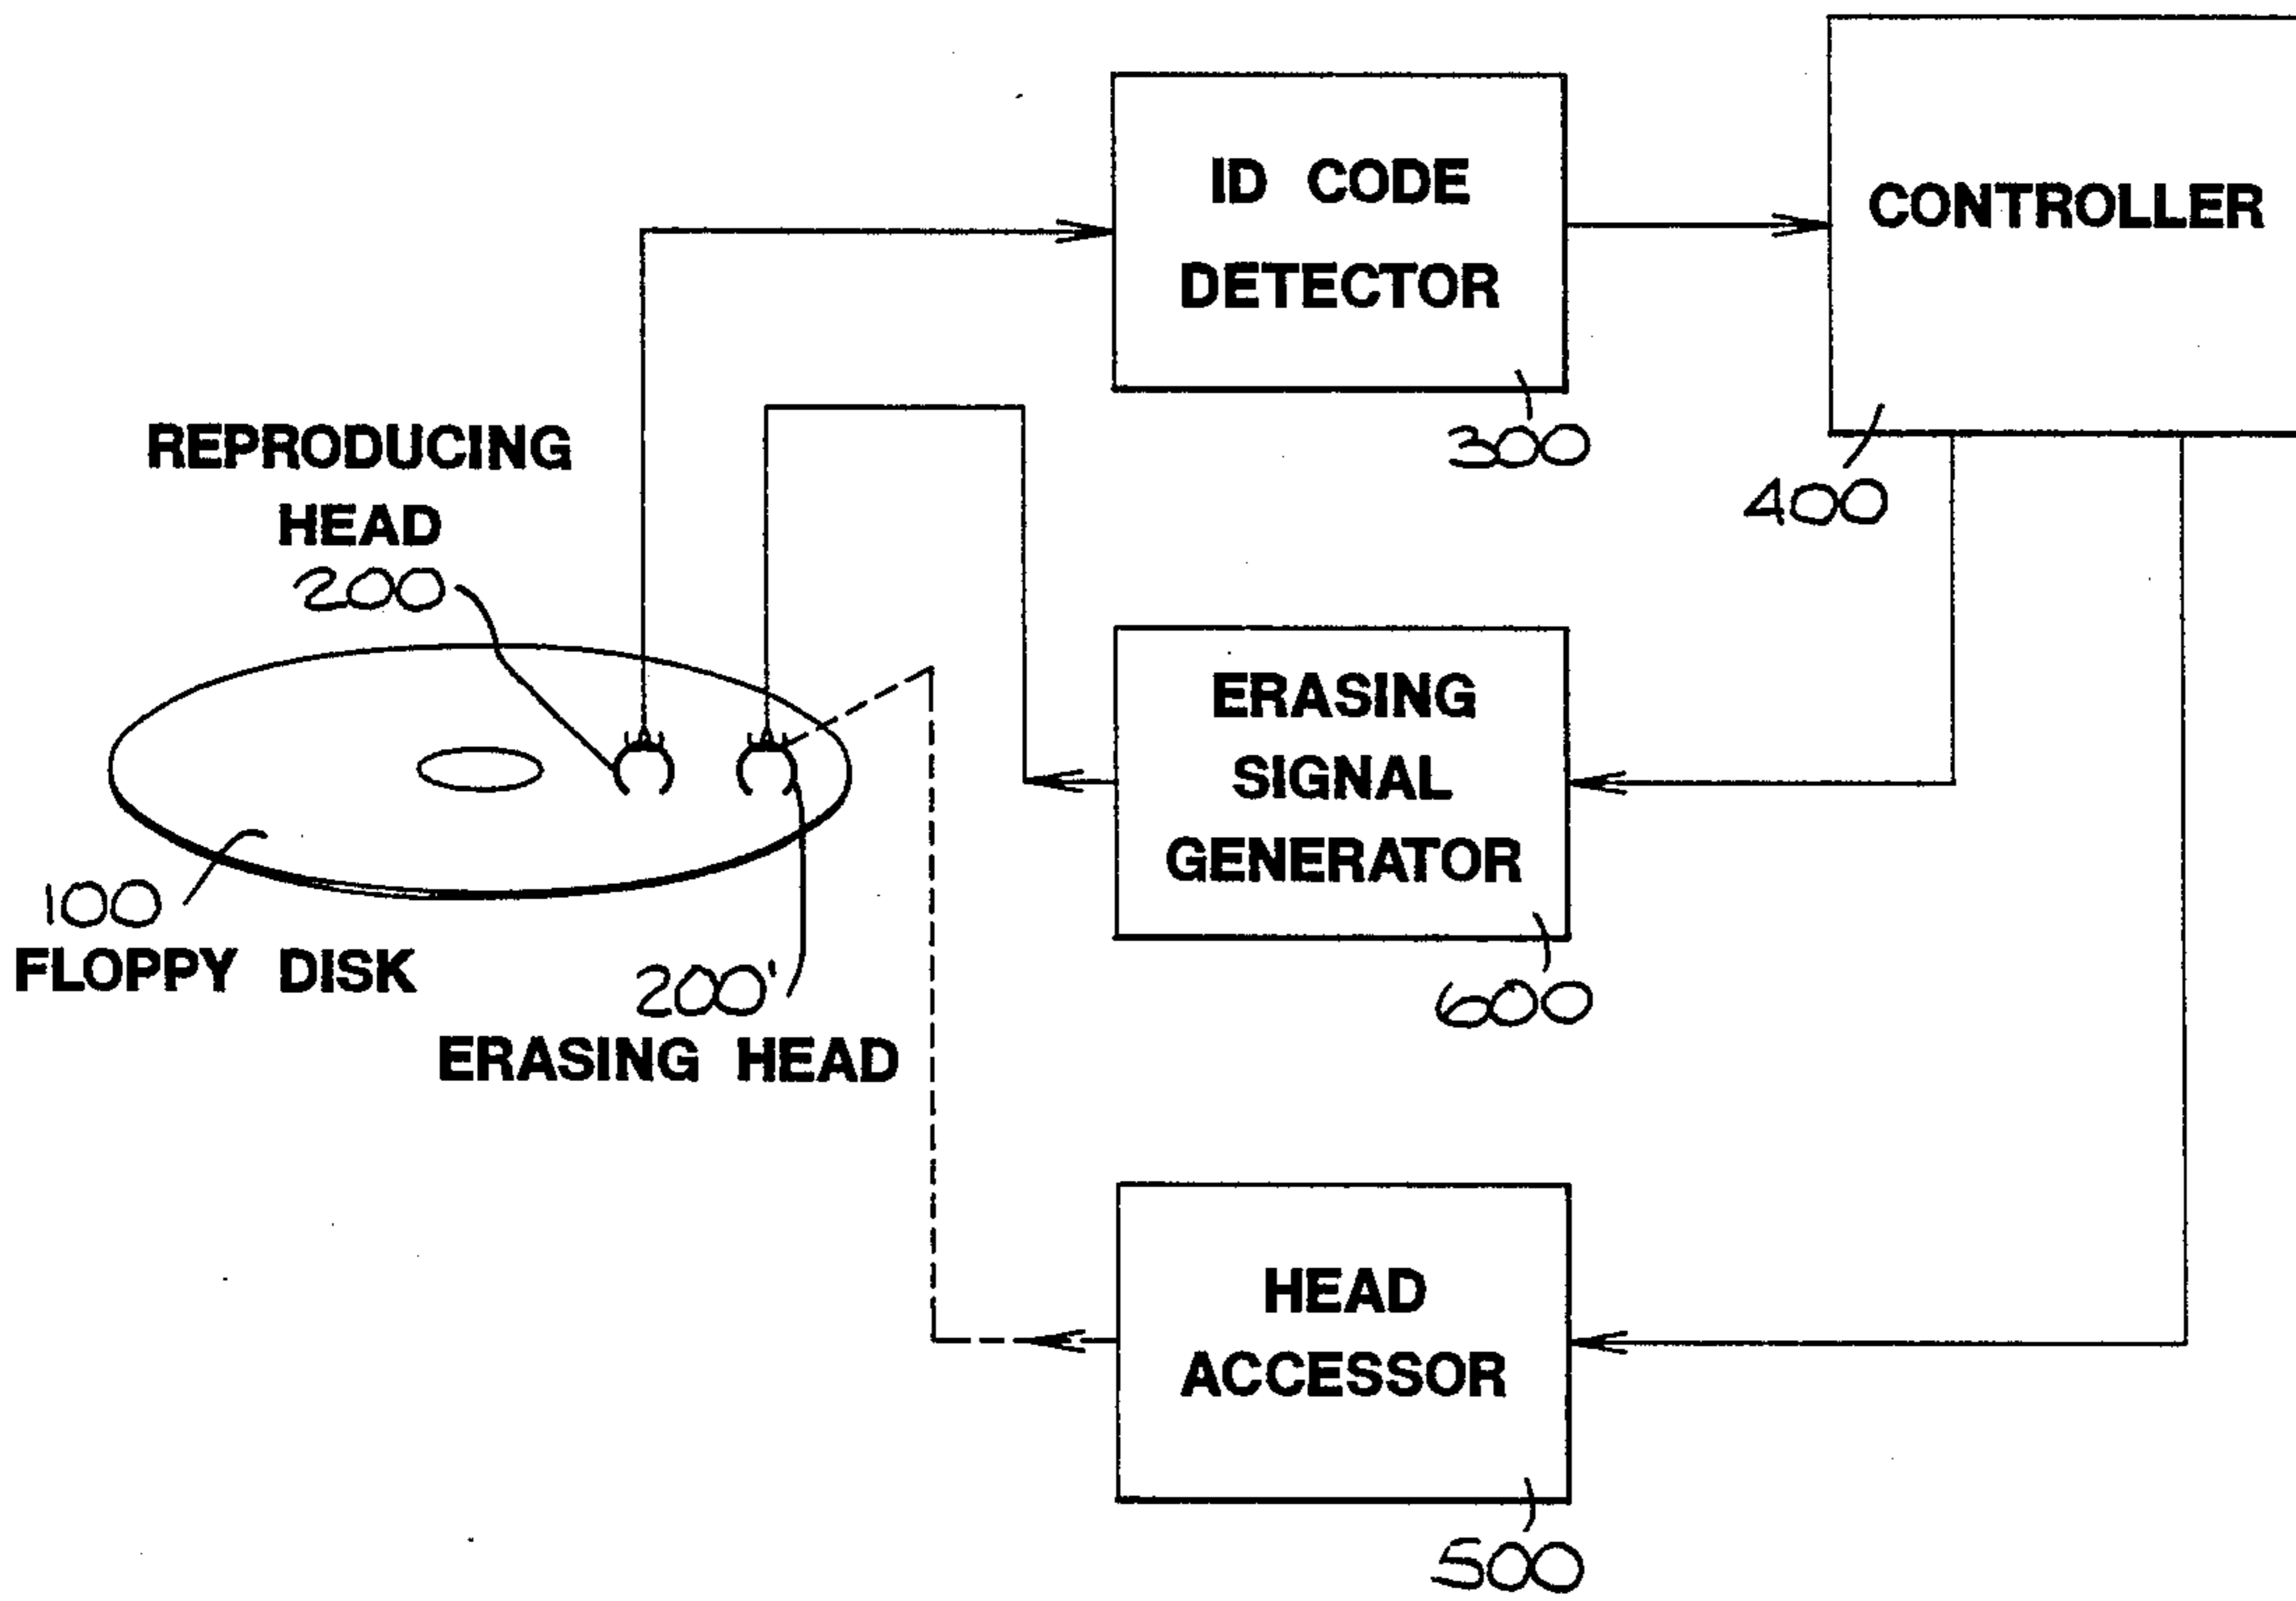 ID CODE
DETECTOR
300
CONTROLLER
400
REPRODUCING
HEAD
200
100
FLOPPY DISK
200'
ERASING HEAD
ERASING
SIGNAL
GENERATOR
600
HEAD
ACCESSOR
500